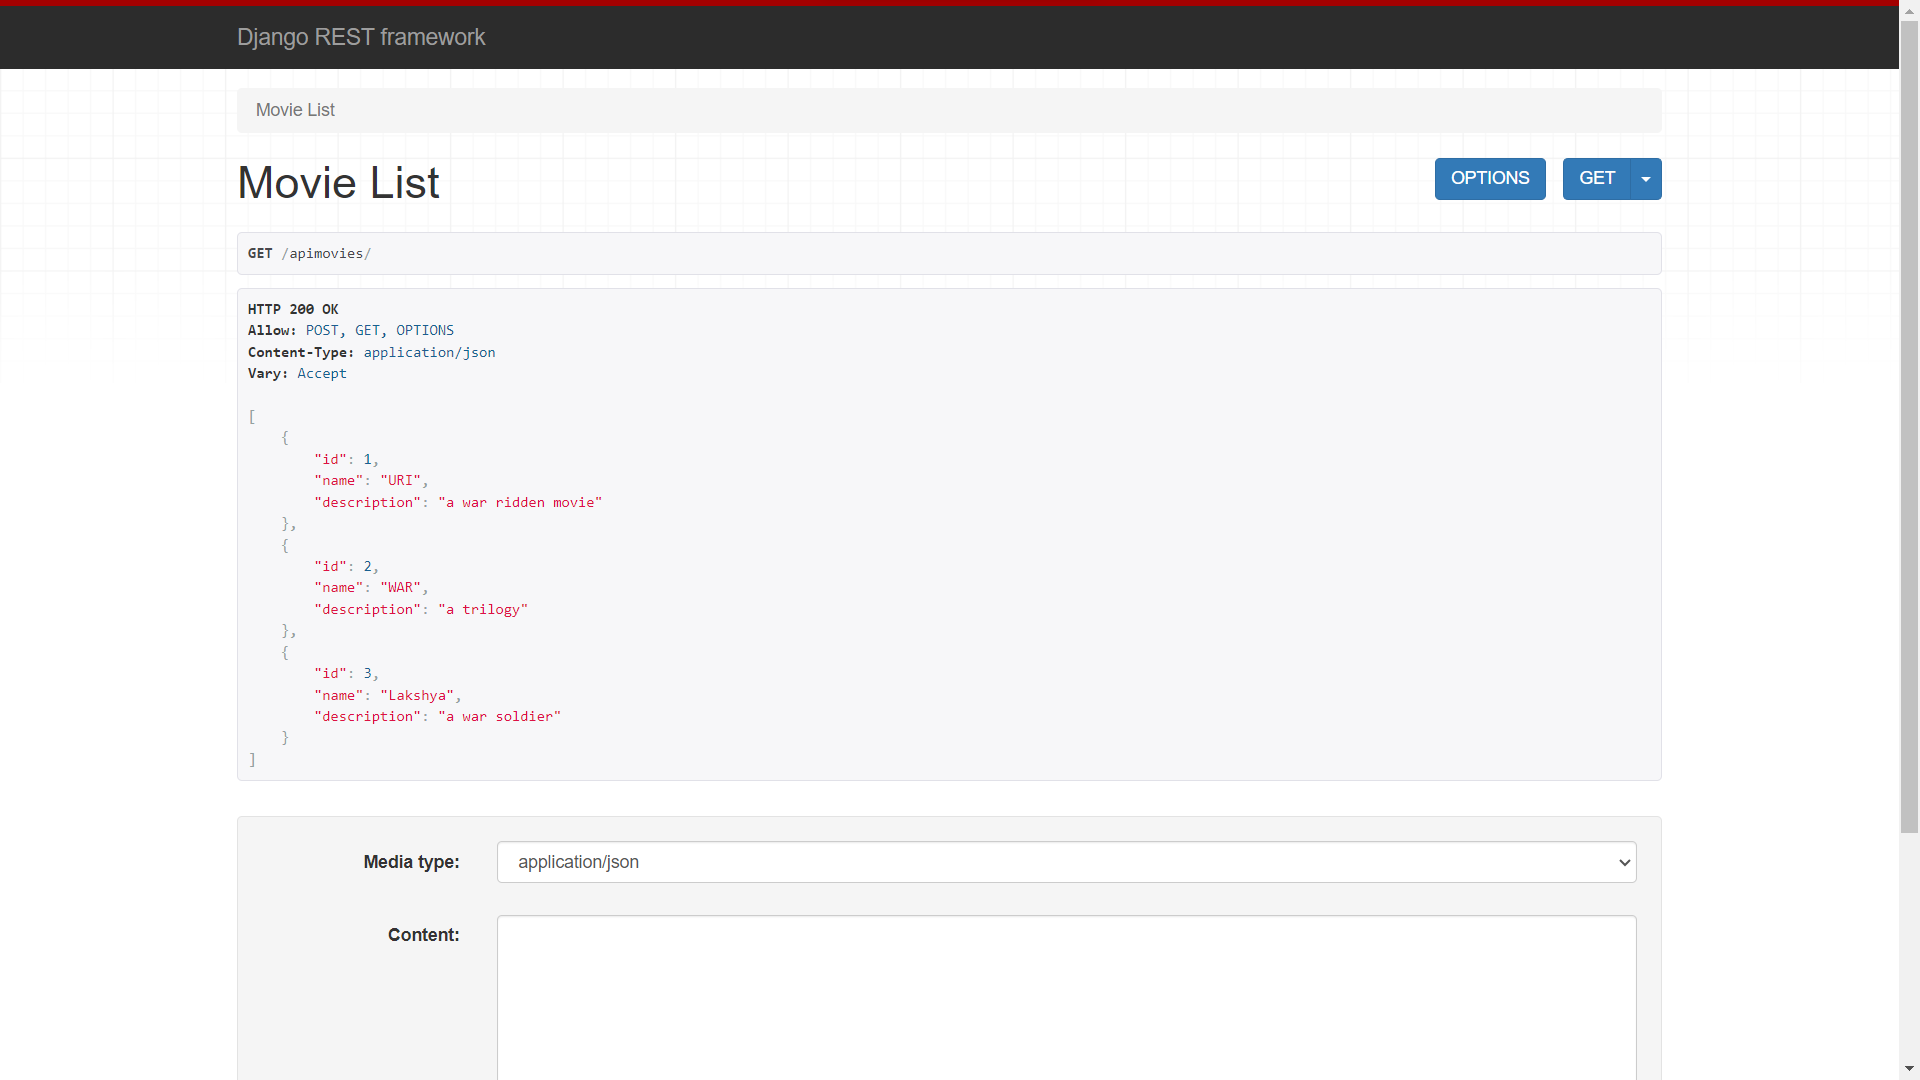 Django REST framework
Movie List
Movie List
OPTIONS GET
GET /apimovies/
HTTP 200 OK
Allow: POST, GET, OPTIONS
Content-Type: application/json
Vary: Accept
[
    {
        "id": 1,
        "name": "URI",
        "description": "a war ridden movie"
    },
    {
        "id": 2,
        "name": "WAR",
        "description": "a trilogy"
    },
    {
        "id": 3,
        "name": "Lakshya",
        "description": "a war soldier"
    }
]
Media type: application/json
Content: